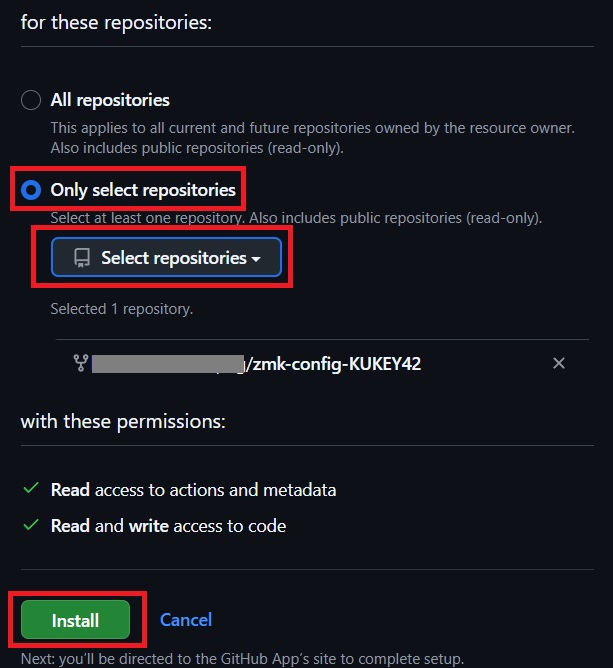 for these repositories:
All repositories
This applies to all current and future repositories owned by the resource owner.
Also includes public repositories (read-only).
Only select repositories
Select at least one repository. Also includes public repositories (read-only).
Select repositories
Selected 1 repository.
/zmk-config-KUKEY42
with these permissions:
Read access to actions and metadata
Read and write access to code
Install Cancel
Next: you'll be directed to the GitHub App's site to complete setup.